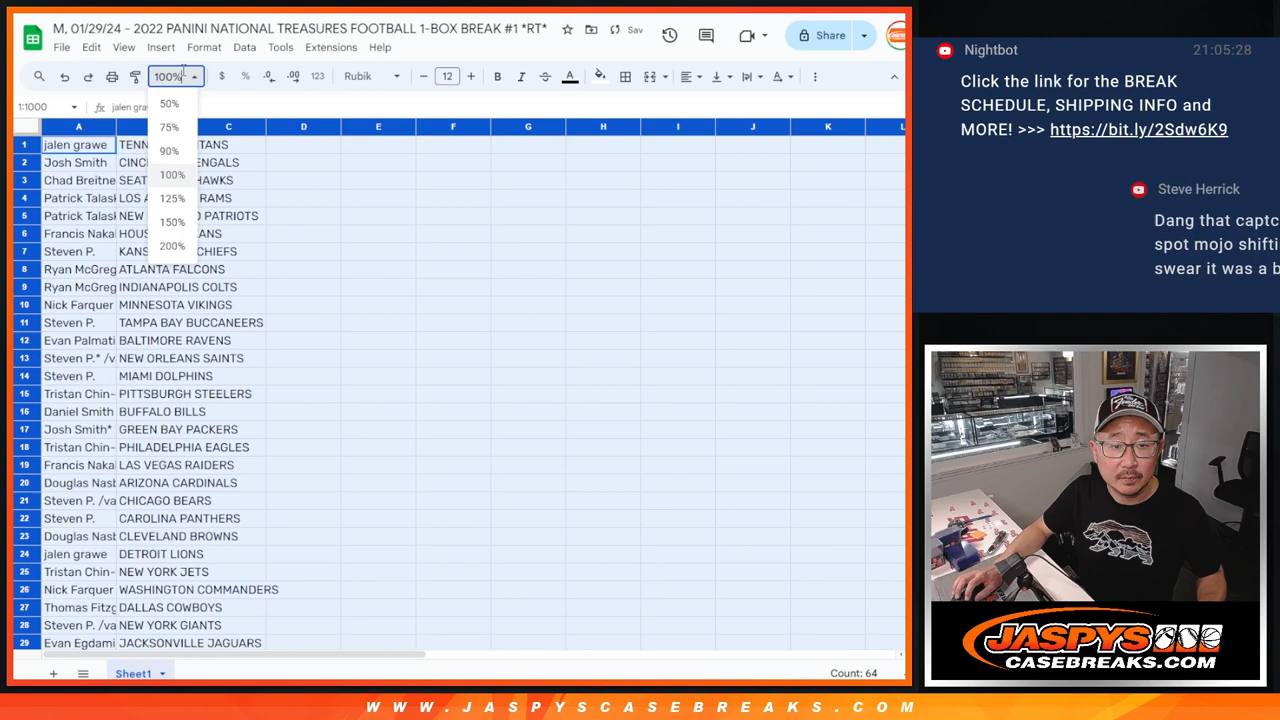 M, 01/29/24 - 2022 PANINI NATIONAL TREASURES FOOTBALL 1-BOX BREAK #1 *RT*
Sav
Share
File Edit View Insert Format Data Tools Extensions Help
100% $ % .0 .00 123 Rubik 12 B I A
1:1000 fx jalen
50%
75%
90%
100%
125%
150%
200%
A C D E F G H I J K L
1 jalen grawe TENN TANS
2 Josh Smith CINC ENGALS
3 Chad Breitne SEAT HAWKS
4 Patrick Talask LOS A RAMS
5 Patrick Talask NEW D PATRIOTS
6 Francis Naka HOUS ANS
7 Steven P. KANS CHIEFS
8 Ryan McGreg ATLANTA FALCONS
9 Ryan McGreg INDIANAPOLIS COLTS
10 Nick Farquer MINNESOTA VIKINGS
11 Steven P. TAMPA BAY BUCCANEERS
12 Evan Palmati BALTIMORE RAVENS
13 Steven P.* /v NEW ORLEANS SAINTS
14 Steven P. MIAMI DOLPHINS
15 Tristan Chin- PITTSBURGH STEELERS
16 Daniel Smith BUFFALO BILLS
17 Josh Smith* GREEN BAY PACKERS
18 Tristan Chin- PHILADELPHIA EAGLES
19 Francis Naka LAS VEGAS RAIDERS
20 Douglas Nasb ARIZONA CARDINALS
21 Steven P. /va CHICAGO BEARS
22 Steven P. CAROLINA PANTHERS
23 Douglas Nasb CLEVELAND BROWNS
24 jalen grawe DETROIT LIONS
25 Tristan Chin- NEW YORK JETS
26 Nick Farquer WASHINGTON COMMANDERS
27 Thomas Fitzg DALLAS COWBOYS
28 Steven P. /va NEW YORK GIANTS
29 Evan Egdami JACKSONVILLE JAGUARS
Sheet1
Count: 64
Nightbot 21:05:28
Click the link for the BREAK
SCHEDULE, SHIPPING INFO and
MORE! >>> https://bit.ly/2Sdw6K9
Steve Herrick
Dang that captc
spot mojo shifti
swear it was a b
Fender
JASPYS
CASEBREAKS.COM
WWW.JASPYSCASEBREAKS.COM